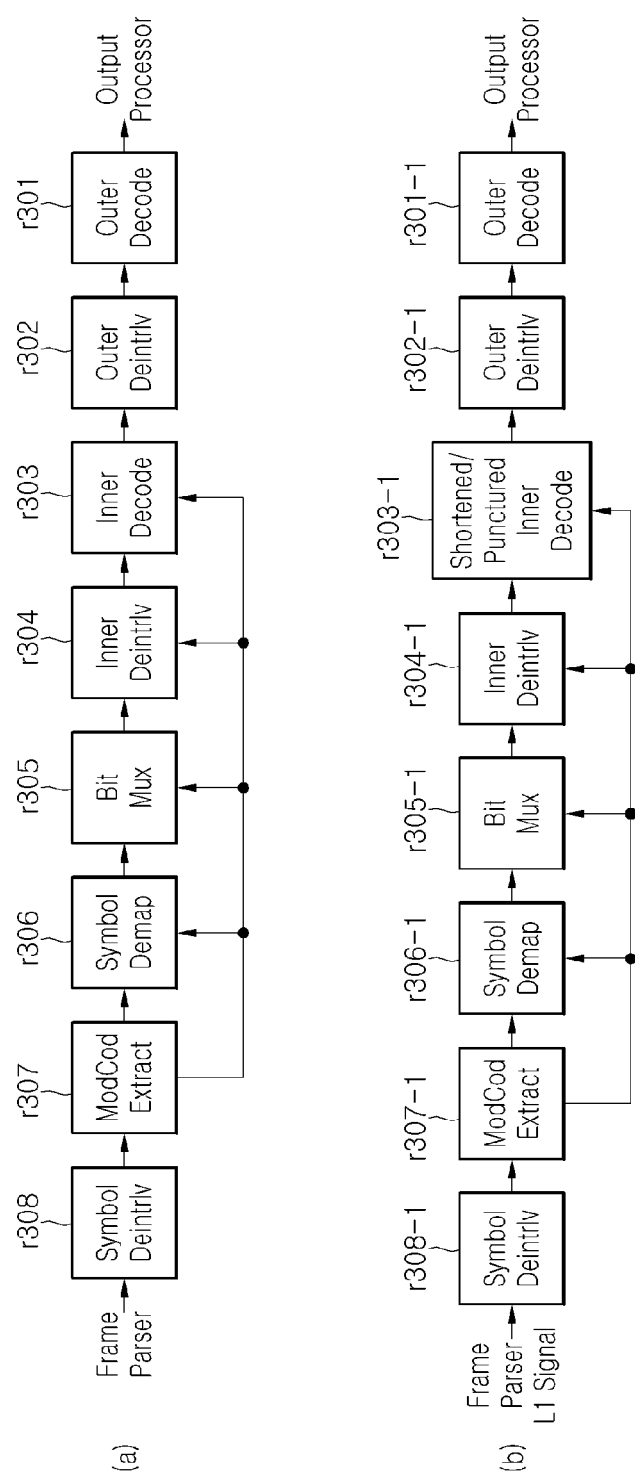 (a)
Frame
Parser
r308
Symbol
Deintrlv
r307
ModCod
Extract
r306
Symbol
Demap
r305
Bit
Mux
r304
Inner
Deintrlv
r303
Inner
Decode
r302
Outer
Deintrlv
r301
Outer
Decode
Output
Processor
(b)
Frame
Parser
L1 Signal
r308-1
Symbol
Deintrlv
r307-1
ModCod
Extract
r306-1
Symbol
Demap
r305-1
Bit
Mux
r304-1
Inner
Deintrlv
r303-1
Shortened/
Punctured
Inner
Decode
r302-1
Outer
Deintrlv
r301-1
Outer
Decode
Output
Processor